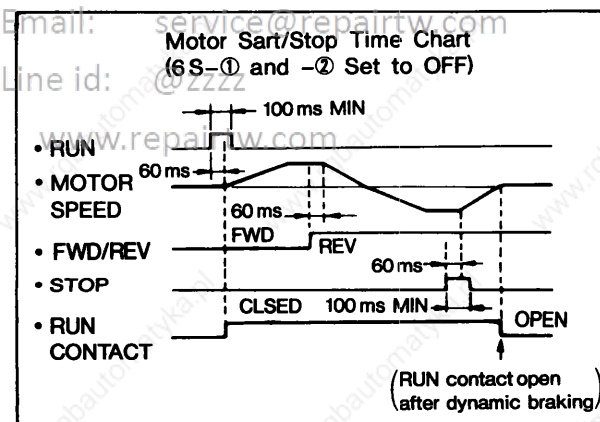 Email: service@repairtw.com
Motor Sart/Stop Time Chart
(6S-① and -② Set to OFF)
Line id: @zzzz
100 ms MIN
www.repairtw.com
• RUN
60 ms
• MOTOR
SPEED
60 ms
FWD
REV
• FWD/REV
60 ms
• STOP
CLSED
100 ms MIN
OPEN
• RUN
CONTACT
(RUN contact open
after dynamic braking)